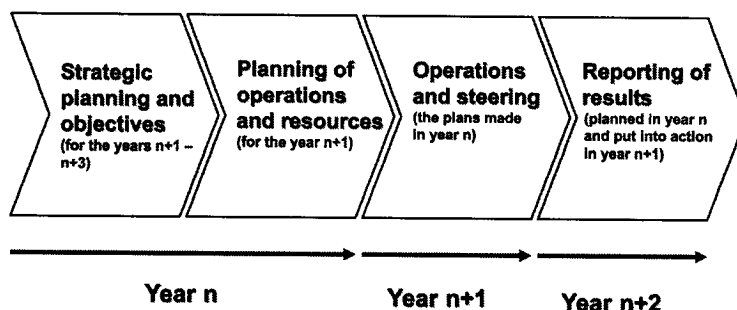 Strategic
planning and
objectives
(for the years n+1 –
n+3)
Planning of
operations
and resources
(for the year n+1)
Operations
and steering
(the plans made
in year n)
Reporting of
results
(planned in year n
and put into action
in year n+1)
Year n
Year n+1
Year n+2